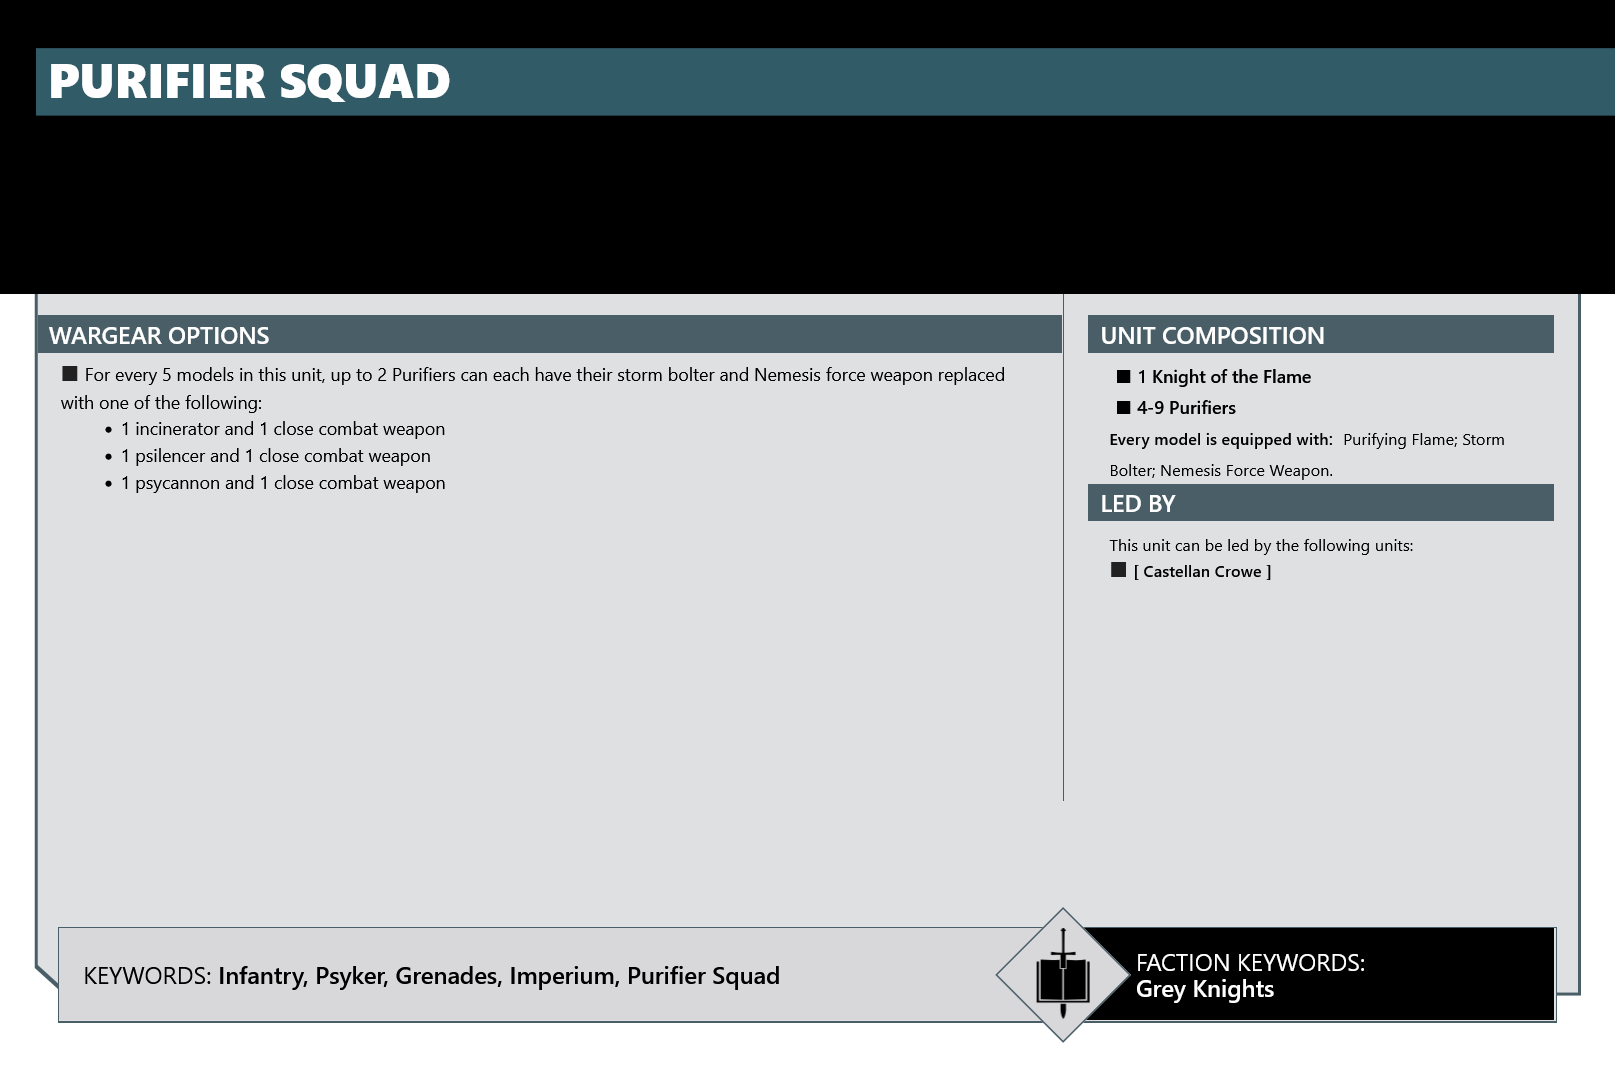 PURIFIER SQUAD
WARGEAR OPTIONS
■ For every 5 models in this unit, up to 2 Purifiers can each have their storm bolter and Nemesis force weapon replaced
with one of the following:
• 1 incinerator and 1 close combat weapon
• 1 psilencer and 1 close combat weapon
• 1 psycannon and 1 close combat weapon
UNIT COMPOSITION
■ 1 Knight of the Flame
■ 4-9 Purifiers
Every model is equipped with: Purifying Flame; Storm
Bolter; Nemesis Force Weapon.
LED BY
This unit can be led by the following units:
■ [ Castellan Crowe ]
KEYWORDS: Infantry, Psyker, Grenades, Imperium, Purifier Squad
FACTION KEYWORDS:
Grey Knights